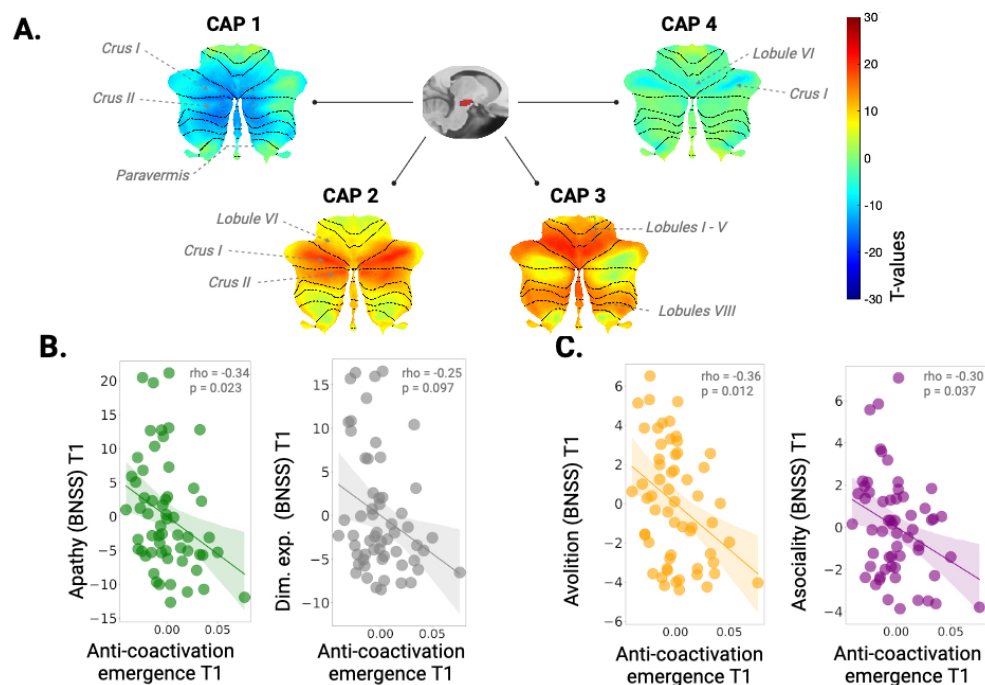 A.
CAP 1
Crus I
Crus II
Paravermis
CAP 4
Lobule VI
Crus I
CAP 2
Lobule VI
Crus I
Crus II
CAP 3
Lobules I - V
Lobules VIII
30
20
10
0
-10
-20
-30
T-values
B.
rho = -0.34
p = 0.023
20
15
10
5
0
−5
−10
−15
Apathy (BNSS) T1
0.00 0.05
Anti-coactivation
emergence T1
rho = -0.25
p = 0.097
15
10
5
0
−5
−10
Dim. exp. (BNSS) T1
0.00 0.05
Anti-coactivation
emergence T1
C.
rho = -0.36
p = 0.012
6
4
2
0
−2
−4
−6
Avolition (BNSS) T1
0.00 0.05
Anti-coactivation
emergence T1
rho = -0.30
p = 0.037
6
4
2
0
−2
−4
Asociality (BNSS) T1
0.00 0.05
Anti-coactivation
emergence T1